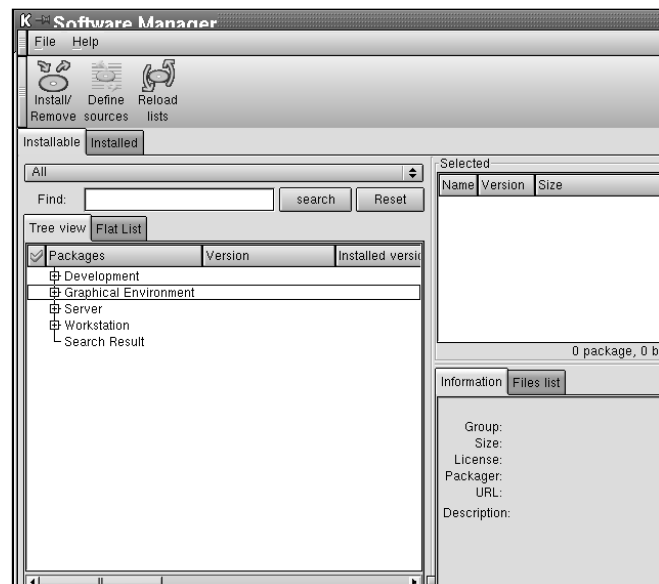 K Software Manager
File Help
Install/ Define Reload
Remove sources lists
Installable Installed
All
Find: search Reset
Tree view Flat List
Packages Version Installed versio
Development
Graphical Environment
Server
Workstation
Search Result
Selected
Name Version Size
0 package, 0 b
Information Files list
Group:
Size:
License:
Packager:
URL:
Description: